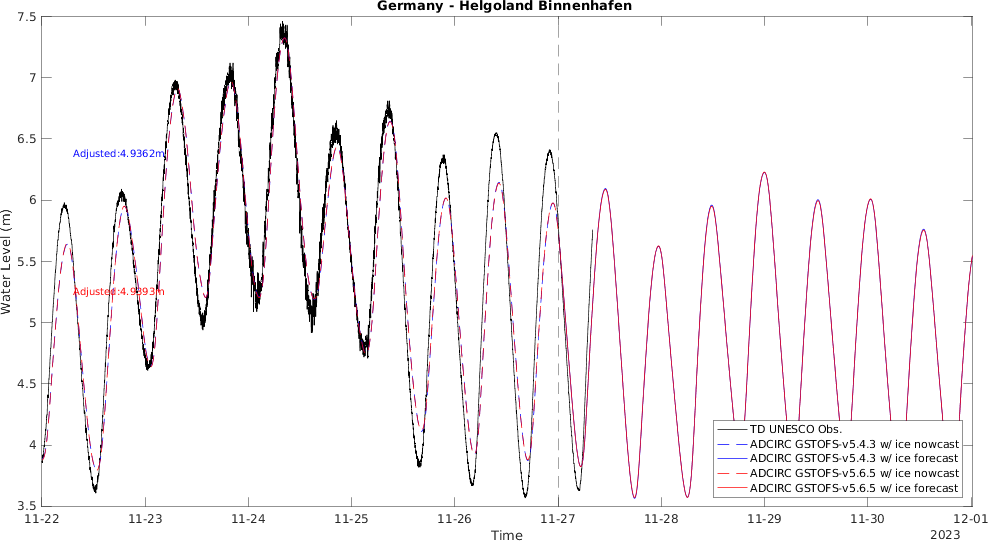 Germany - Helgoland Binnenhafen
7.5
7
6.5
6
5.5
5
4.5
4
3.5
Water Level (m)
Adjusted:4.9362m
Adjusted:4.9393m
TD UNESCO Obs.
ADCIRC GSTOFS-v5.4.3 w/ ice nowcast
ADCIRC GSTOFS-v5.4.3 w/ ice forecast
ADCIRC GSTOFS-v5.6.5 w/ ice nowcast
ADCIRC GSTOFS-v5.6.5 w/ ice forecast
11-22 11-23 11-24 11-25 11-26 11-27 11-28 11-29 11-30 12-01
Time
2023